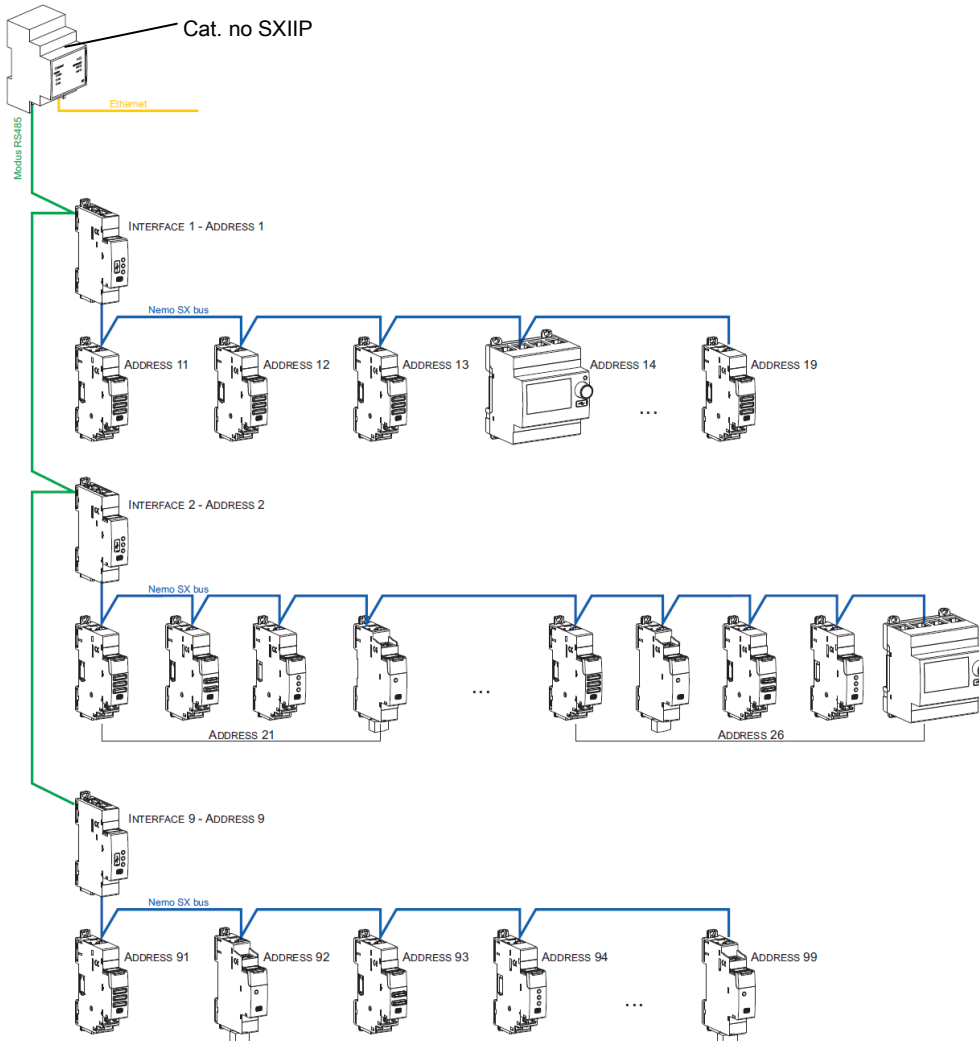 Cat. no SXIIP
Ethernet
Modus RS485
INTERFACE 1 - ADDRESS 1
Nemo SX bus
ADDRESS 11
ADDRESS 12
ADDRESS 13
ADDRESS 14
...
ADDRESS 19
INTERFACE 2 - ADDRESS 2
Nemo SX bus
...
ADDRESS 21
ADDRESS 26
INTERFACE 9 - ADDRESS 9
Nemo SX bus
ADDRESS 91
ADDRESS 92
ADDRESS 93
ADDRESS 94
...
ADDRESS 99